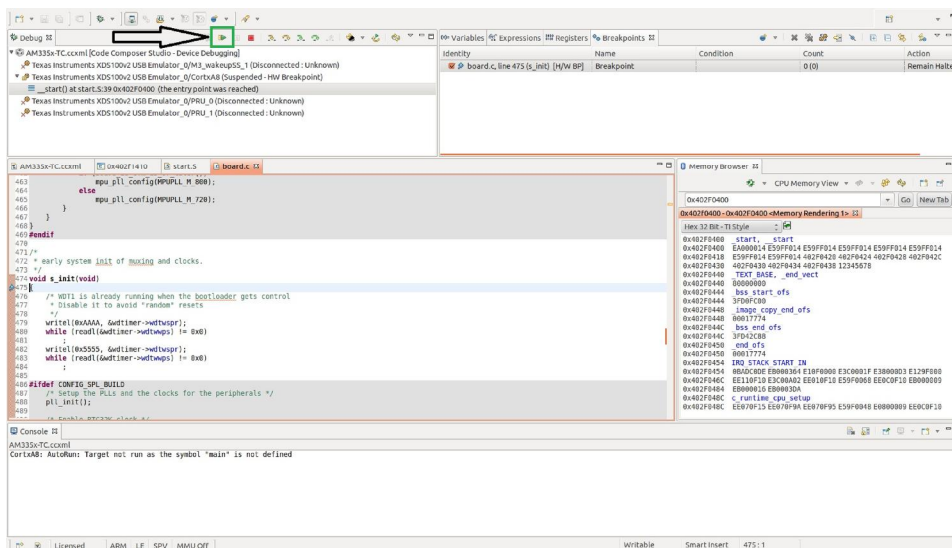 Debug
AM335x-TC.ccxml [Code Composer Studio - Device Debugging]
Texas Instruments XDS100v2 USB Emulator_0/M3_wakeupSS_1 (Disconnected : Unknown)
Texas Instruments XDS100v2 USB Emulator_0/CortxA8 (Suspended - HW Breakpoint)
__start() at start.S:39 0x402F0400 (the entry point was reached)
Texas Instruments XDS100v2 USB Emulator_0/PRU_0 (Disconnected : Unknown)
Texas Instruments XDS100v2 USB Emulator_0/PRU_1 (Disconnected : Unknown)
Variables Expressions Registers Breakpoints
Identity Name Condition Count Action
board.c, line 475 (s_init) [H/W BP] Breakpoint 0 (0) Remain Halte
AM335x-TC.ccxml 0x402f1410 start.S board.c
463 mpu_pll_config(MPUPLL_M_800);
464 else
465 mpu_pll_config(MPUPLL_M_720);
466 }
467 }
468 }
469 #endif
470
471 /*
472 * early system init of muxing and clocks.
473 */
474 void s_init(void)
475 {
476 /* WDT1 is already running when the bootloader gets control
477 * Disable it to avoid "random" resets
478 */
479 writel(0xAAAA, &wdtimer->wdtwspr);
480 while (readl(&wdtimer->wdtwwps) != 0x0)
481 ;
482 writel(0x5555, &wdtimer->wdtwspr);
483 while (readl(&wdtimer->wdtwwps) != 0x0)
484 ;
485
486 #ifdef CONFIG_SPL_BUILD
487 /* Setup the PLLs and the clocks for the peripherals */
488 pll_init();
489
/* Enable RTC32K clock */
Memory Browser
CPU Memory View
0x402F0400 Go New Tab
0x402F0400 - 0x402F0400 <Memory Rendering 1>
Hex 32 Bit - TI Style
0x402F0400 _start, __start
0x402F0400 EA000014 E59FF014 E59FF014 E59FF014 E59FF014 E59FF014
0x402F0418 E59FF014 E59FF014 402F0420 402F0424 402F0428 402F042C
0x402F0430 402F0430 402F0434 402F0438 12345678
0x402F0440 _TEXT_BASE, _end_vect
0x402F0440 80800000
0x402F0444 _bss_start_ofs
0x402F0444 3FD0FC00
0x402F0448 _image_copy_end_ofs
0x402F0448 00017774
0x402F044C _bss_end_ofs
0x402F044C 3FD42CB8
0x402F0450 _end_ofs
0x402F0450 00017774
0x402F0454 IRQ_STACK_START_IN
0x402F0454 0BADC0DE EB000364 E10F0000 E3C0001F E38000D3 E129F000
0x402F046C EE110F10 E3C00A02 EE010F10 E59F0068 EE0C0F10 EB000009
0x402F0484 EB000016 EB0003DA
0x402F048C c_runtime_cpu_setup
0x402F048C EE070F15 EE070F9A EE070F95 E59F0048 E0800009 EE0C0F10
Console
AM335x-TC.ccxml
CortxA8: AutoRun: Target not run as the symbol "main" is not defined
Licensed ARM LE SPV MMU Off Writable Smart Insert 475 : 1